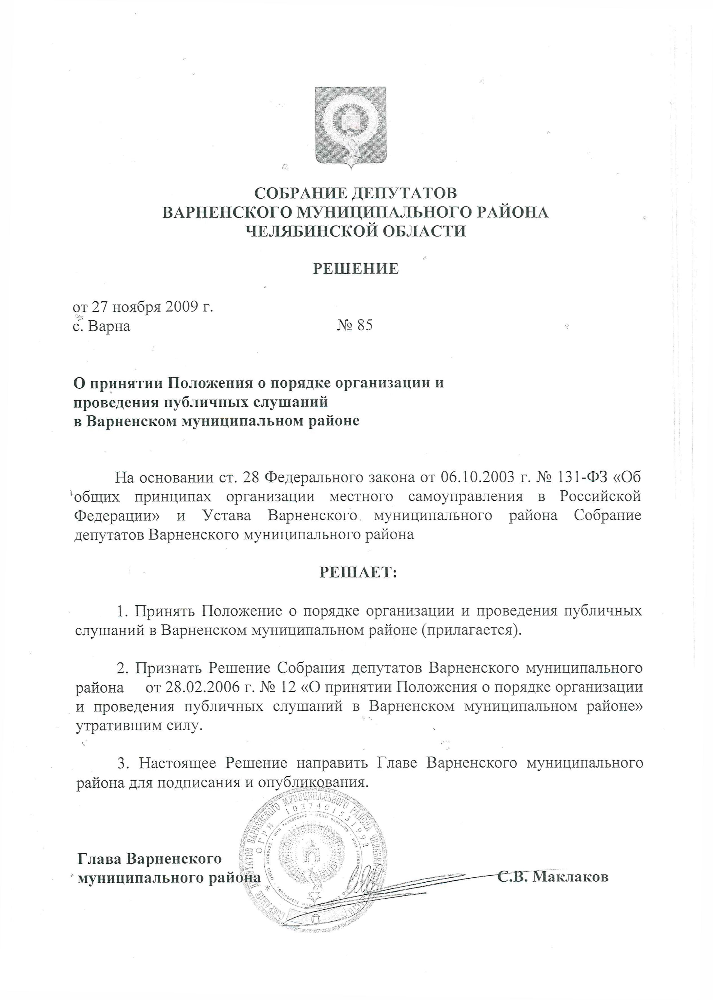 СОБРАНИЕ ДЕПУТАТОВ
ВАРНЕНСКОГО МУНИЦИПАЛЬНОГО РАЙОНА
ЧЕЛЯБИНСКОЙ ОБЛАСТИ
РЕШЕНИЕ
от 27 ноября 2009 г.
с. Варна № 85
О принятии Положения о порядке организации и
проведения публичных слушаний
в Варненском муниципальном районе
На основании ст. 28 Федерального закона от 06.10.2003 г. № 131-ФЗ «Об
общих принципах организации местного самоуправления в Российской
Федерации» и Устава Варненского муниципального района Собрание
депутатов Варненского муниципального района
РЕШАЕТ:
1. Принять Положение о порядке организации и проведения публичных
слушаний в Варненском муниципальном районе (прилагается).
2. Признать Решение Собрания депутатов Варненского муниципального
района от 28.02.2006 г. № 12 «О принятии Положения о порядке организации
и проведения публичных слушаний в Варненском муниципальном районе»
утратившим силу.
3. Настоящее Решение направить Главе Варненского муниципального
района для подписания и опубликования.
СОБРАНИЕ ДЕПУТАТОВ ВАРНЕНСКОГО МУНИЦИПАЛЬНОГО РАЙОНА
ОГРН 1027401531992
Глава Варненского
муниципального района С.В. Маклаков